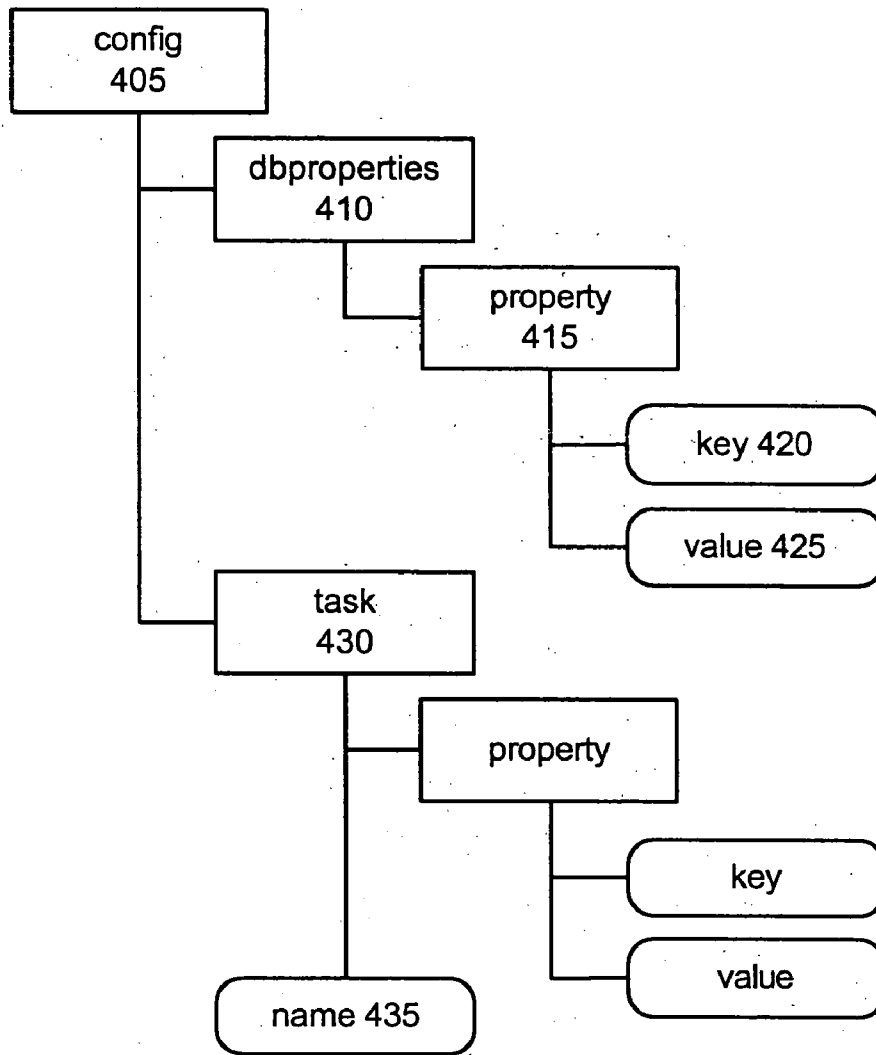 config
405
dbproperties
410
property
415
key 420
value 425
task
430
property
key
value
name 435